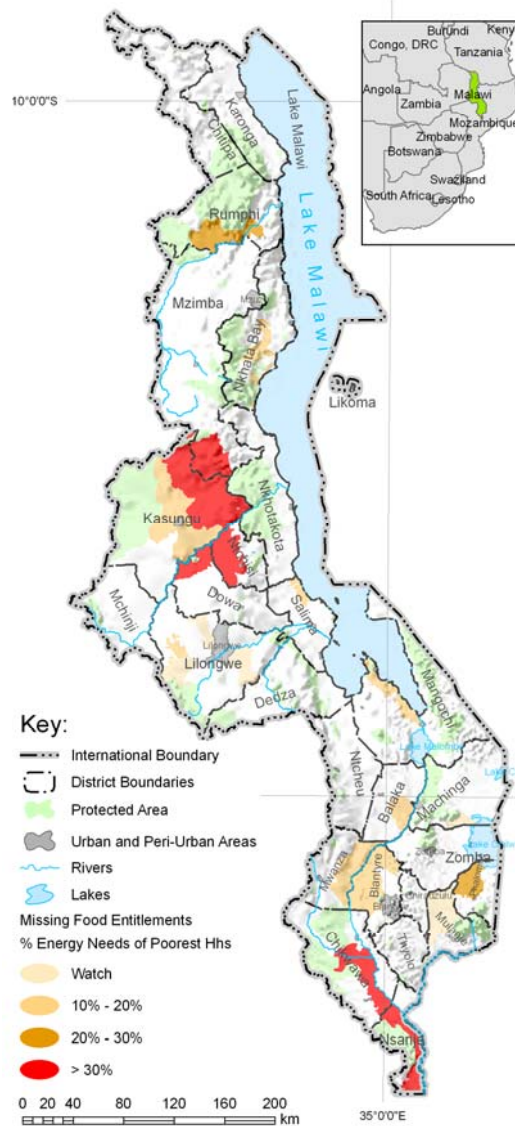 Burundi
Keny
Congo, DRC
Tanzania
Angola
Malawi
Zambia
Mozambique
Zimbabwe
Botswana
Swaziland
South Africa
Lesotho
10°0'0"S
Karonga
Chitipa
Lake Malawi
Lake Malawi
Rumphi
Mzimba
Nkhata Bay
Likoma
Kasungu
Nkhotakota
Ntchisi
Mchinji
Dowa
Salima
Lilongwe
Lilongwe
Dedza
Mangochi
Lake Malombe
Ntcheu
Balaka
Machinga
Mwanza
Blantyre
Zomba
Mulanje
Thyolo
Chikwawa
Nsanje
Key:
International Boundary
District Boundaries
Protected Area
Urban and Peri-Urban Areas
Rivers
Lakes
Missing Food Entitlements
% Energy Needs of Poorest Hhs
Watch
10% - 20%
20% - 30%
> 30%
0 20 40 80 120 160 200
km
35°0'0"E